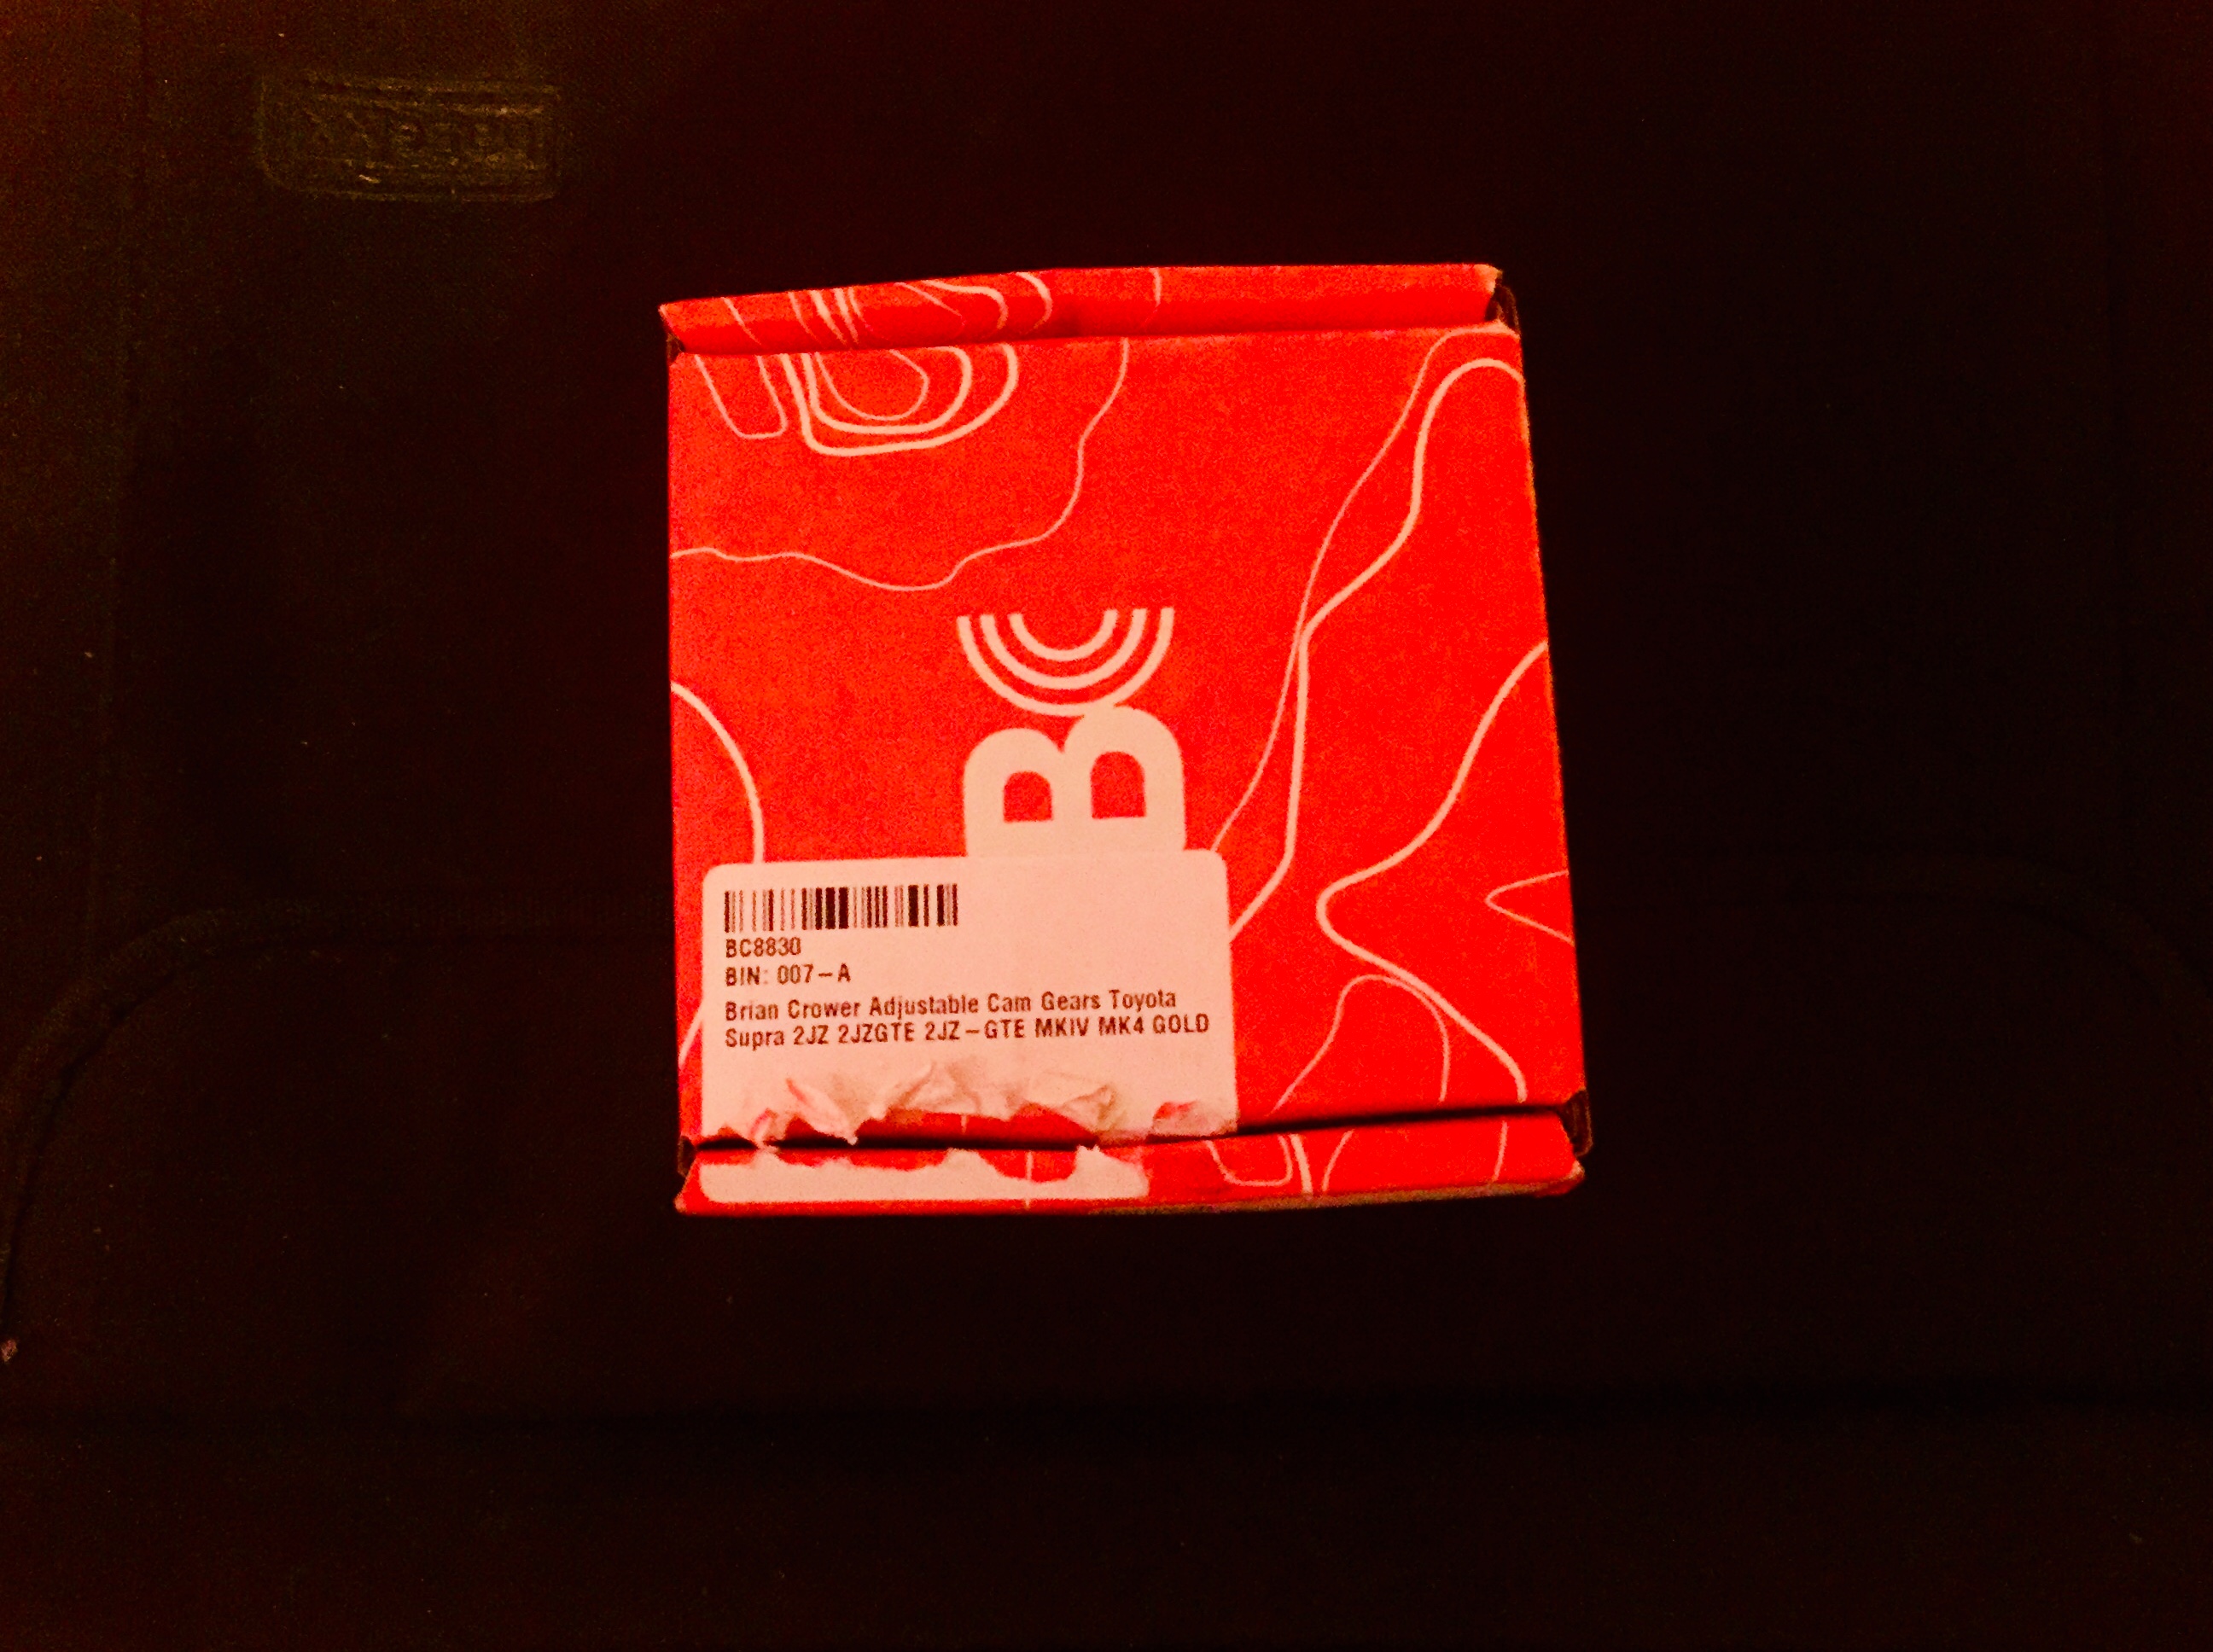 BC
BC8830
BIN: 007-A
Brian Crower Adjustable Cam Gears Toyota
Supra 2JZ 2JZGTE 2JZ-GTE MKIV MK4 GOLD